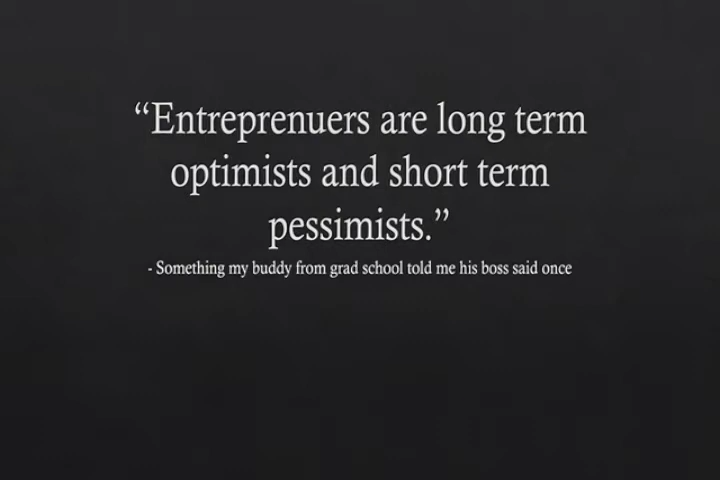 “Entreprenuers are long term
optimists and short term
pessimists.”
- Something my buddy from grad school told me his boss said once